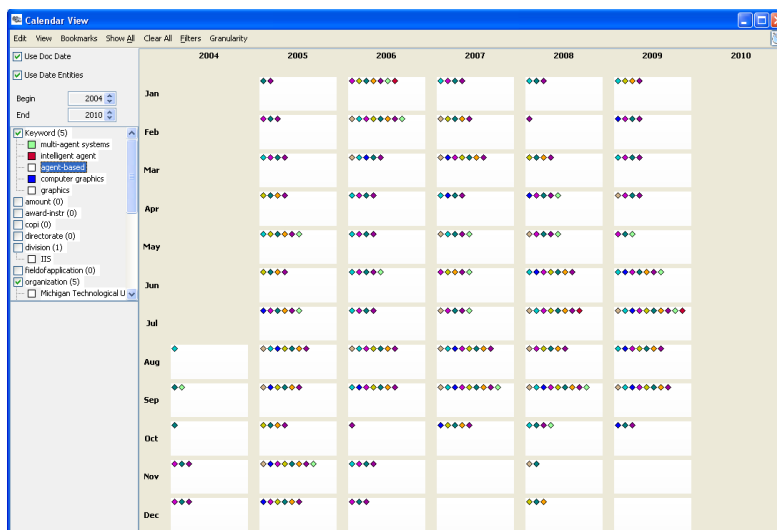 Calendar View
Edit View Bookmarks Show All Clear All Filters Granularity
Use Doc Date
Use Date Entities
Begin 2004
End 2010
Keyword (5)
multi-agent systems
intelligent agent
agent-based
computer graphics
graphics
amount (0)
award-instr (0)
copi (0)
directorate (0)
division (1)
IIS
fieldofapplication (0)
organization (5)
Michigan Technological U
2004 2005 2006 2007 2008 2009 2010
Jan
Feb
Mar
Apr
May
Jun
Jul
Aug
Sep
Oct
Nov
Dec